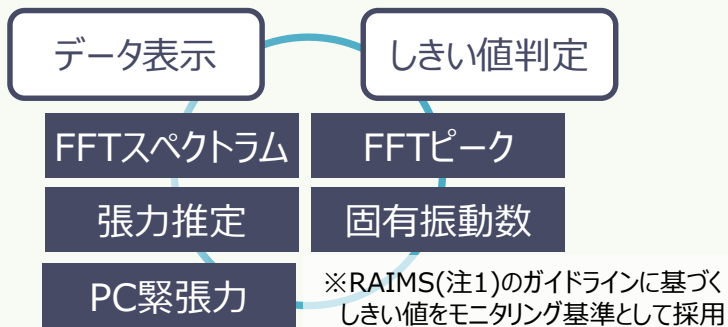 データ表示
しきい値判定
FFTスペクトラム
FFTピーク
張力推定
固有振動数
PC緊張力
※RAIMS(注1)のガイドラインに基づく
しきい値をモニタリング基準として採用